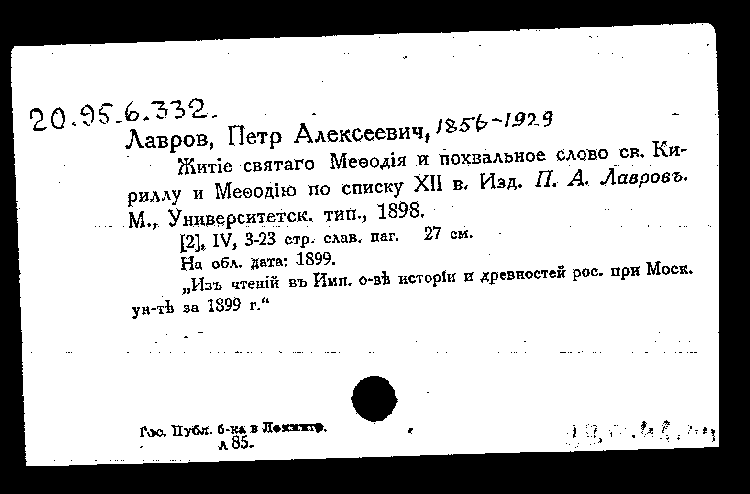 20.95.6.332.
Лавров, Петр Алексеевич, 1856-1929
Житіе святаго Меѳодія и похвальное слово св. Ки-
риллу и Меѳодію по списку XII в. Изд. П. А. Лавровъ.
М., Университетск. тип., 1898.
[2], IV, 3-23 стр. слав. паг. 27 см.
На обл. дата: 1899.
„Изъ чтеній въ Имп. о-вѣ исторіи и древностей рос. при Моск.
ун-тѣ за 1899 г.“
Гос. Публ. б-ка в Ленингр.
Л 85.